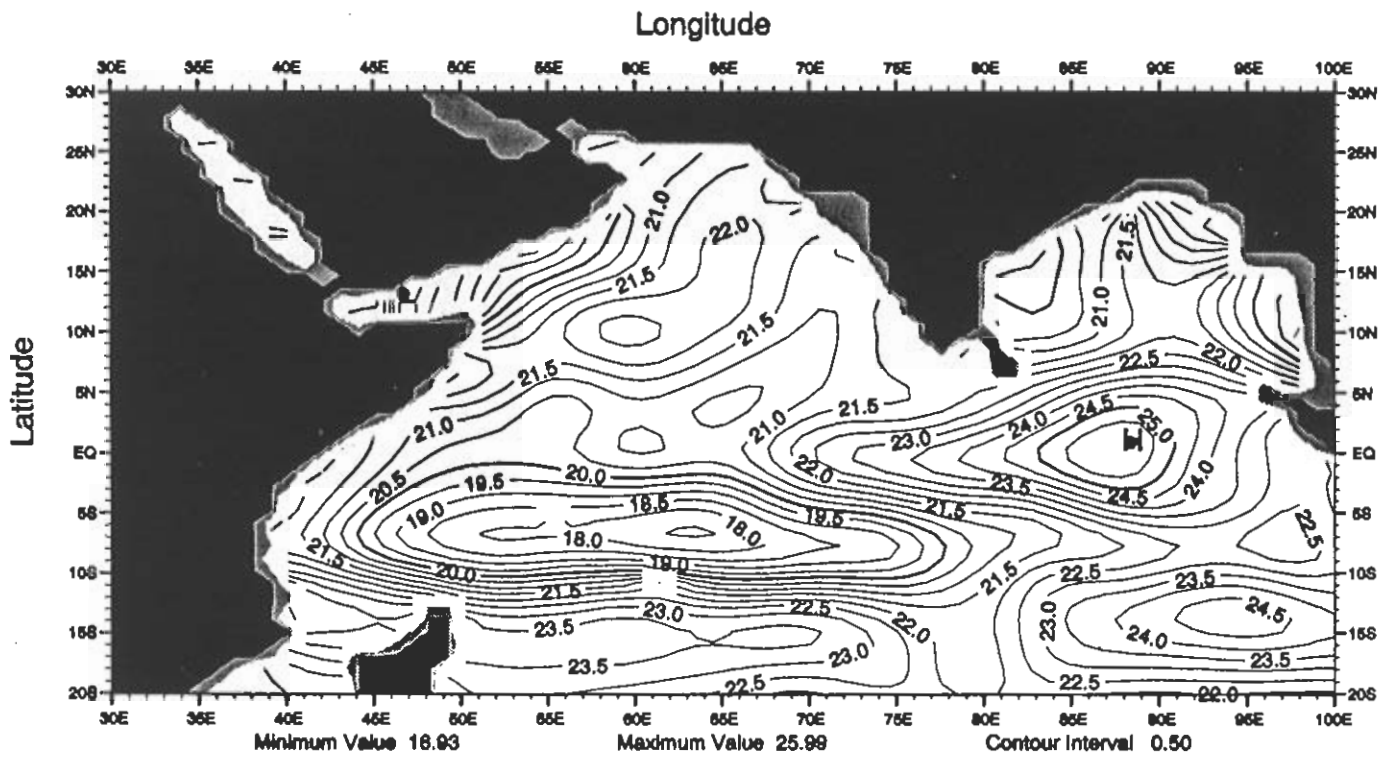 Longitude
30E 35E 40E 45E 50E 55E 60E 65E 70E 75E 80E 85E 90E 95E 100E
30N 30N
25N 25N
21.0
20N 22.0 21.5 20N
15N 21.5 15N
21.0
10N 21.5 10N
22.5 22.0
21.5
5N 21.5 24.5 5N
21.0 21.0 24.0 25.0
Latitude
EQ 23.0 EQ
20.5 19.5 20.0 22.0 23.5 24.5 24.0
5S 19.0 18.5 19.5 21.5 5S
18.0 18.0 22.5
21.5
10S 20.0 19.0 21.5 22.5 23.5 10S
21.5
23.0 22.5 24.5
15S 23.5 22.0 23.0 24.0 15S
23.5 23.0 23.5
20S 22.5 22.0 20S
30E 35E 40E 45E 50E 55E 60E 65E 70E 75E 80E 85E 90E 95E 100E
Minimum Value 16.93 Maximum Value 25.99 Contour Interval 0.50